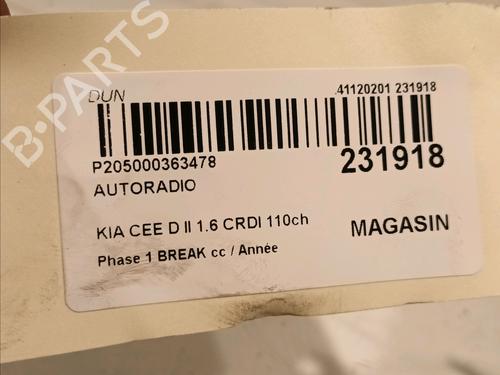 B-PARTS
DUN
41120201 231918
P205000363478
231918
AUTORADIO
KIA CEE D II 1.6 CRDI 110ch
MAGASIN
Phase 1 BREAK cc / Année